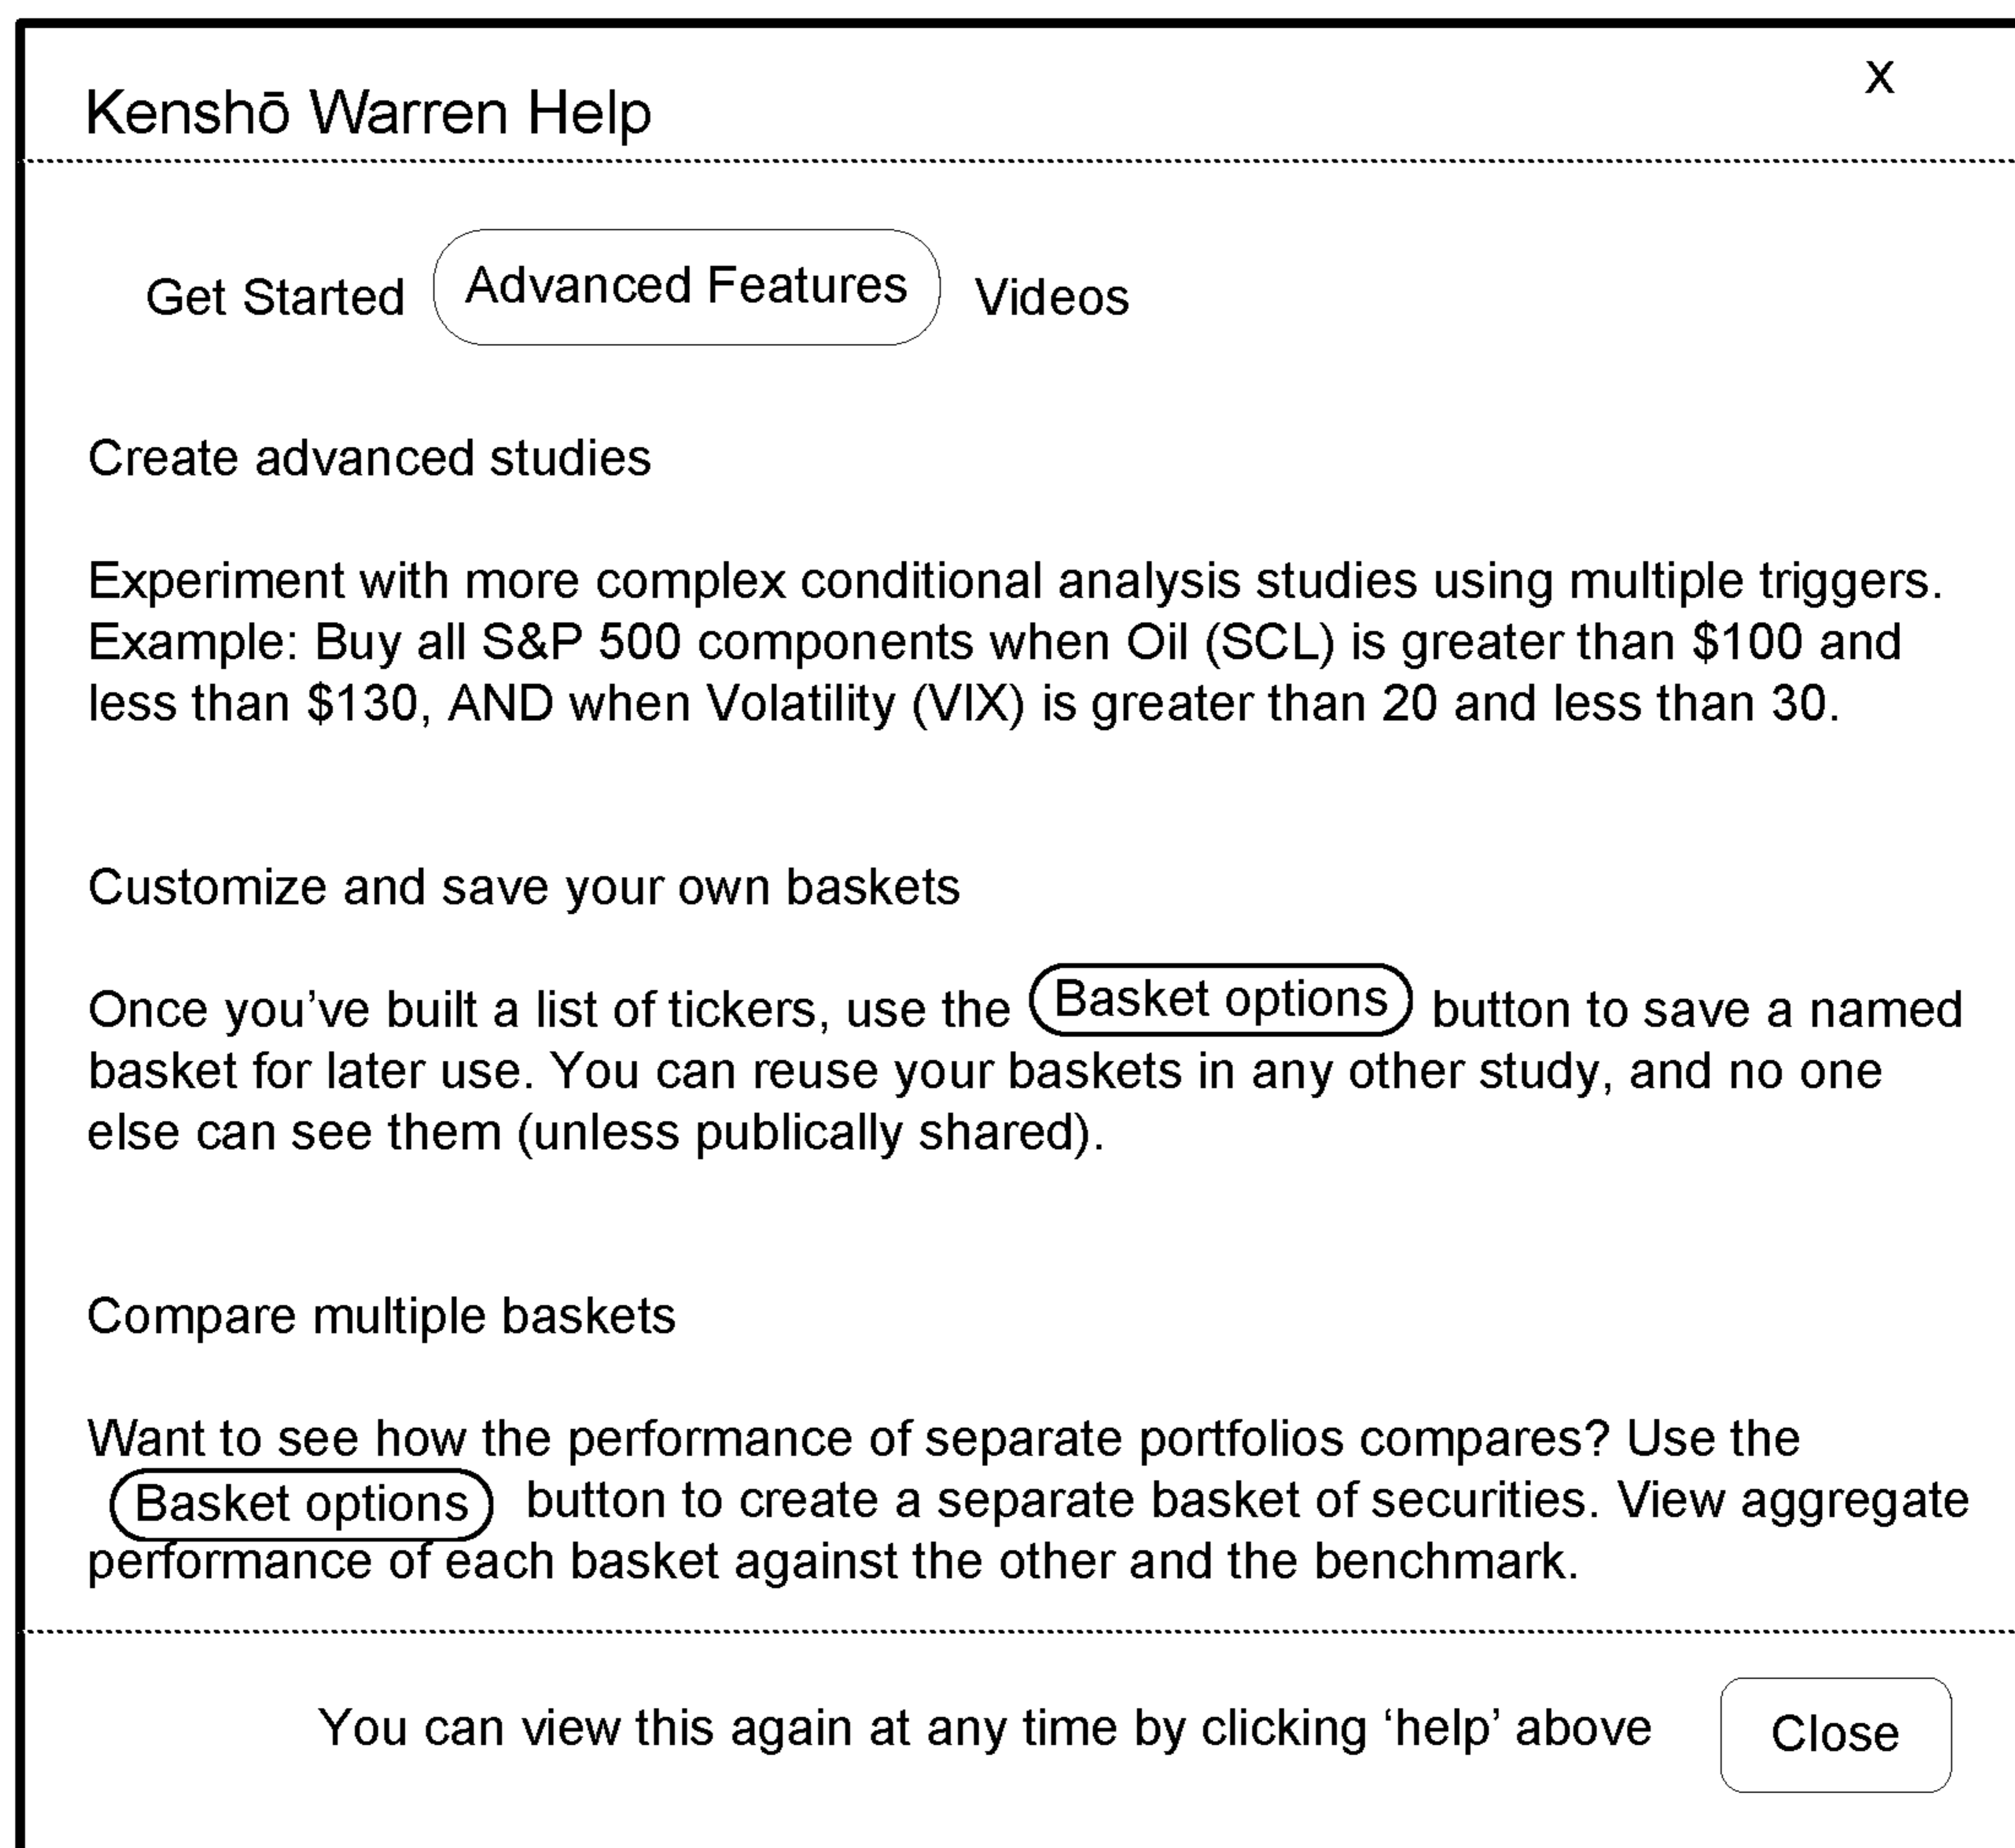 Kenshō Warren Help
X
Get Started Advanced Features Videos
Create advanced studies
Experiment with more complex conditional analysis studies using multiple triggers.
Example: Buy all S&P 500 components when Oil (SCL) is greater than $100 and
less than $130, AND when Volatility (VIX) is greater than 20 and less than 30.
Customize and save your own baskets
Once you’ve built a list of tickers, use the Basket options button to save a named
basket for later use. You can reuse your baskets in any other study, and no one
else can see them (unless publically shared).
Compare multiple baskets
Want to see how the performance of separate portfolios compares? Use the
Basket options button to create a separate basket of securities. View aggregate
performance of each basket against the other and the benchmark.
You can view this again at any time by clicking ‘help’ above Close